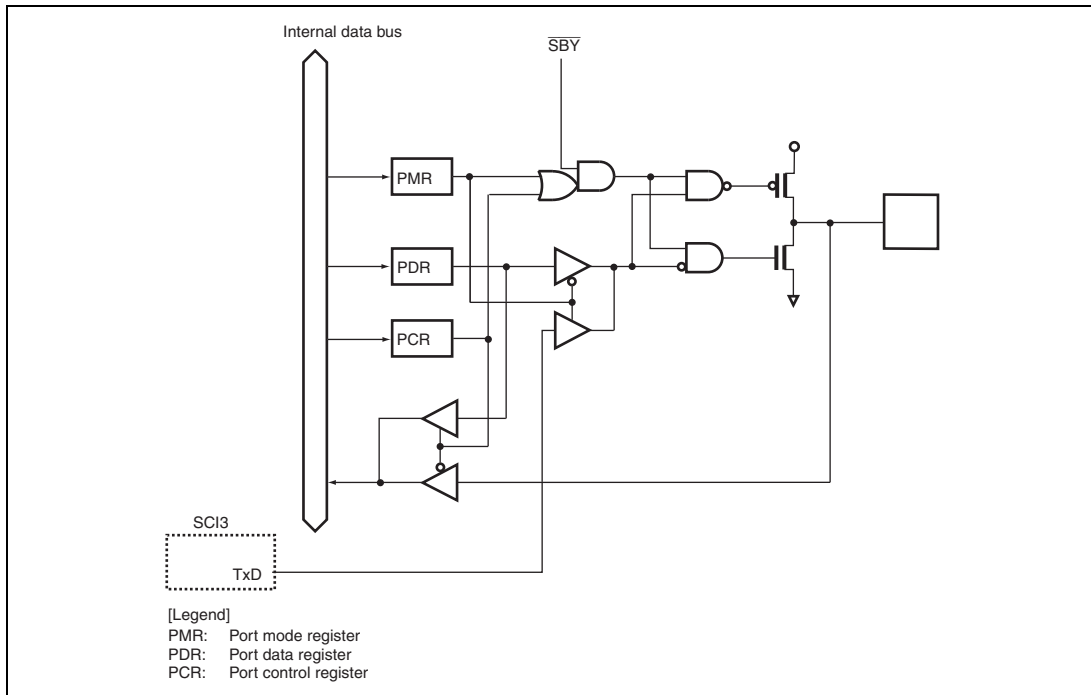 Internal data bus
SBY
PMR
PDR
PCR
SCI3
TxD
[Legend]
PMR: Port mode register
PDR: Port data register
PCR: Port control register